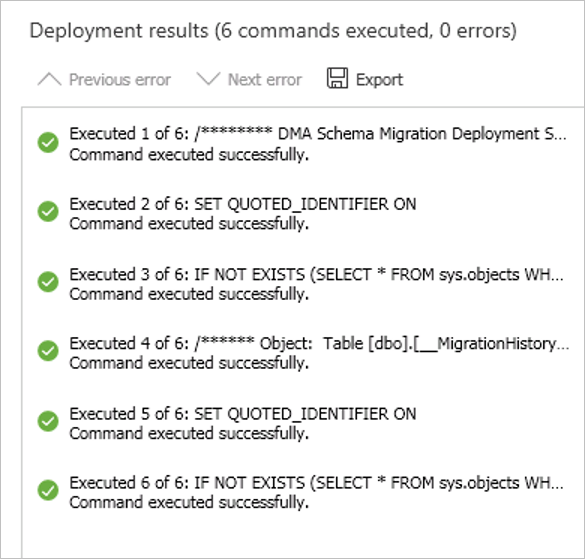 Deployment results (6 commands executed, 0 errors)
Previous error Next error Export
Executed 1 of 6: /******** DMA Schema Migration Deployment S...
Command executed successfully.
Executed 2 of 6: SET QUOTED_IDENTIFIER ON
Command executed successfully.
Executed 3 of 6: IF NOT EXISTS (SELECT * FROM sys.objects WH...
Command executed successfully.
Executed 4 of 6: /****** Object:  Table [dbo].[__MigrationHistory...
Command executed successfully.
Executed 5 of 6: SET QUOTED_IDENTIFIER ON
Command executed successfully.
Executed 6 of 6: IF NOT EXISTS (SELECT * FROM sys.objects WH...
Command executed successfully.